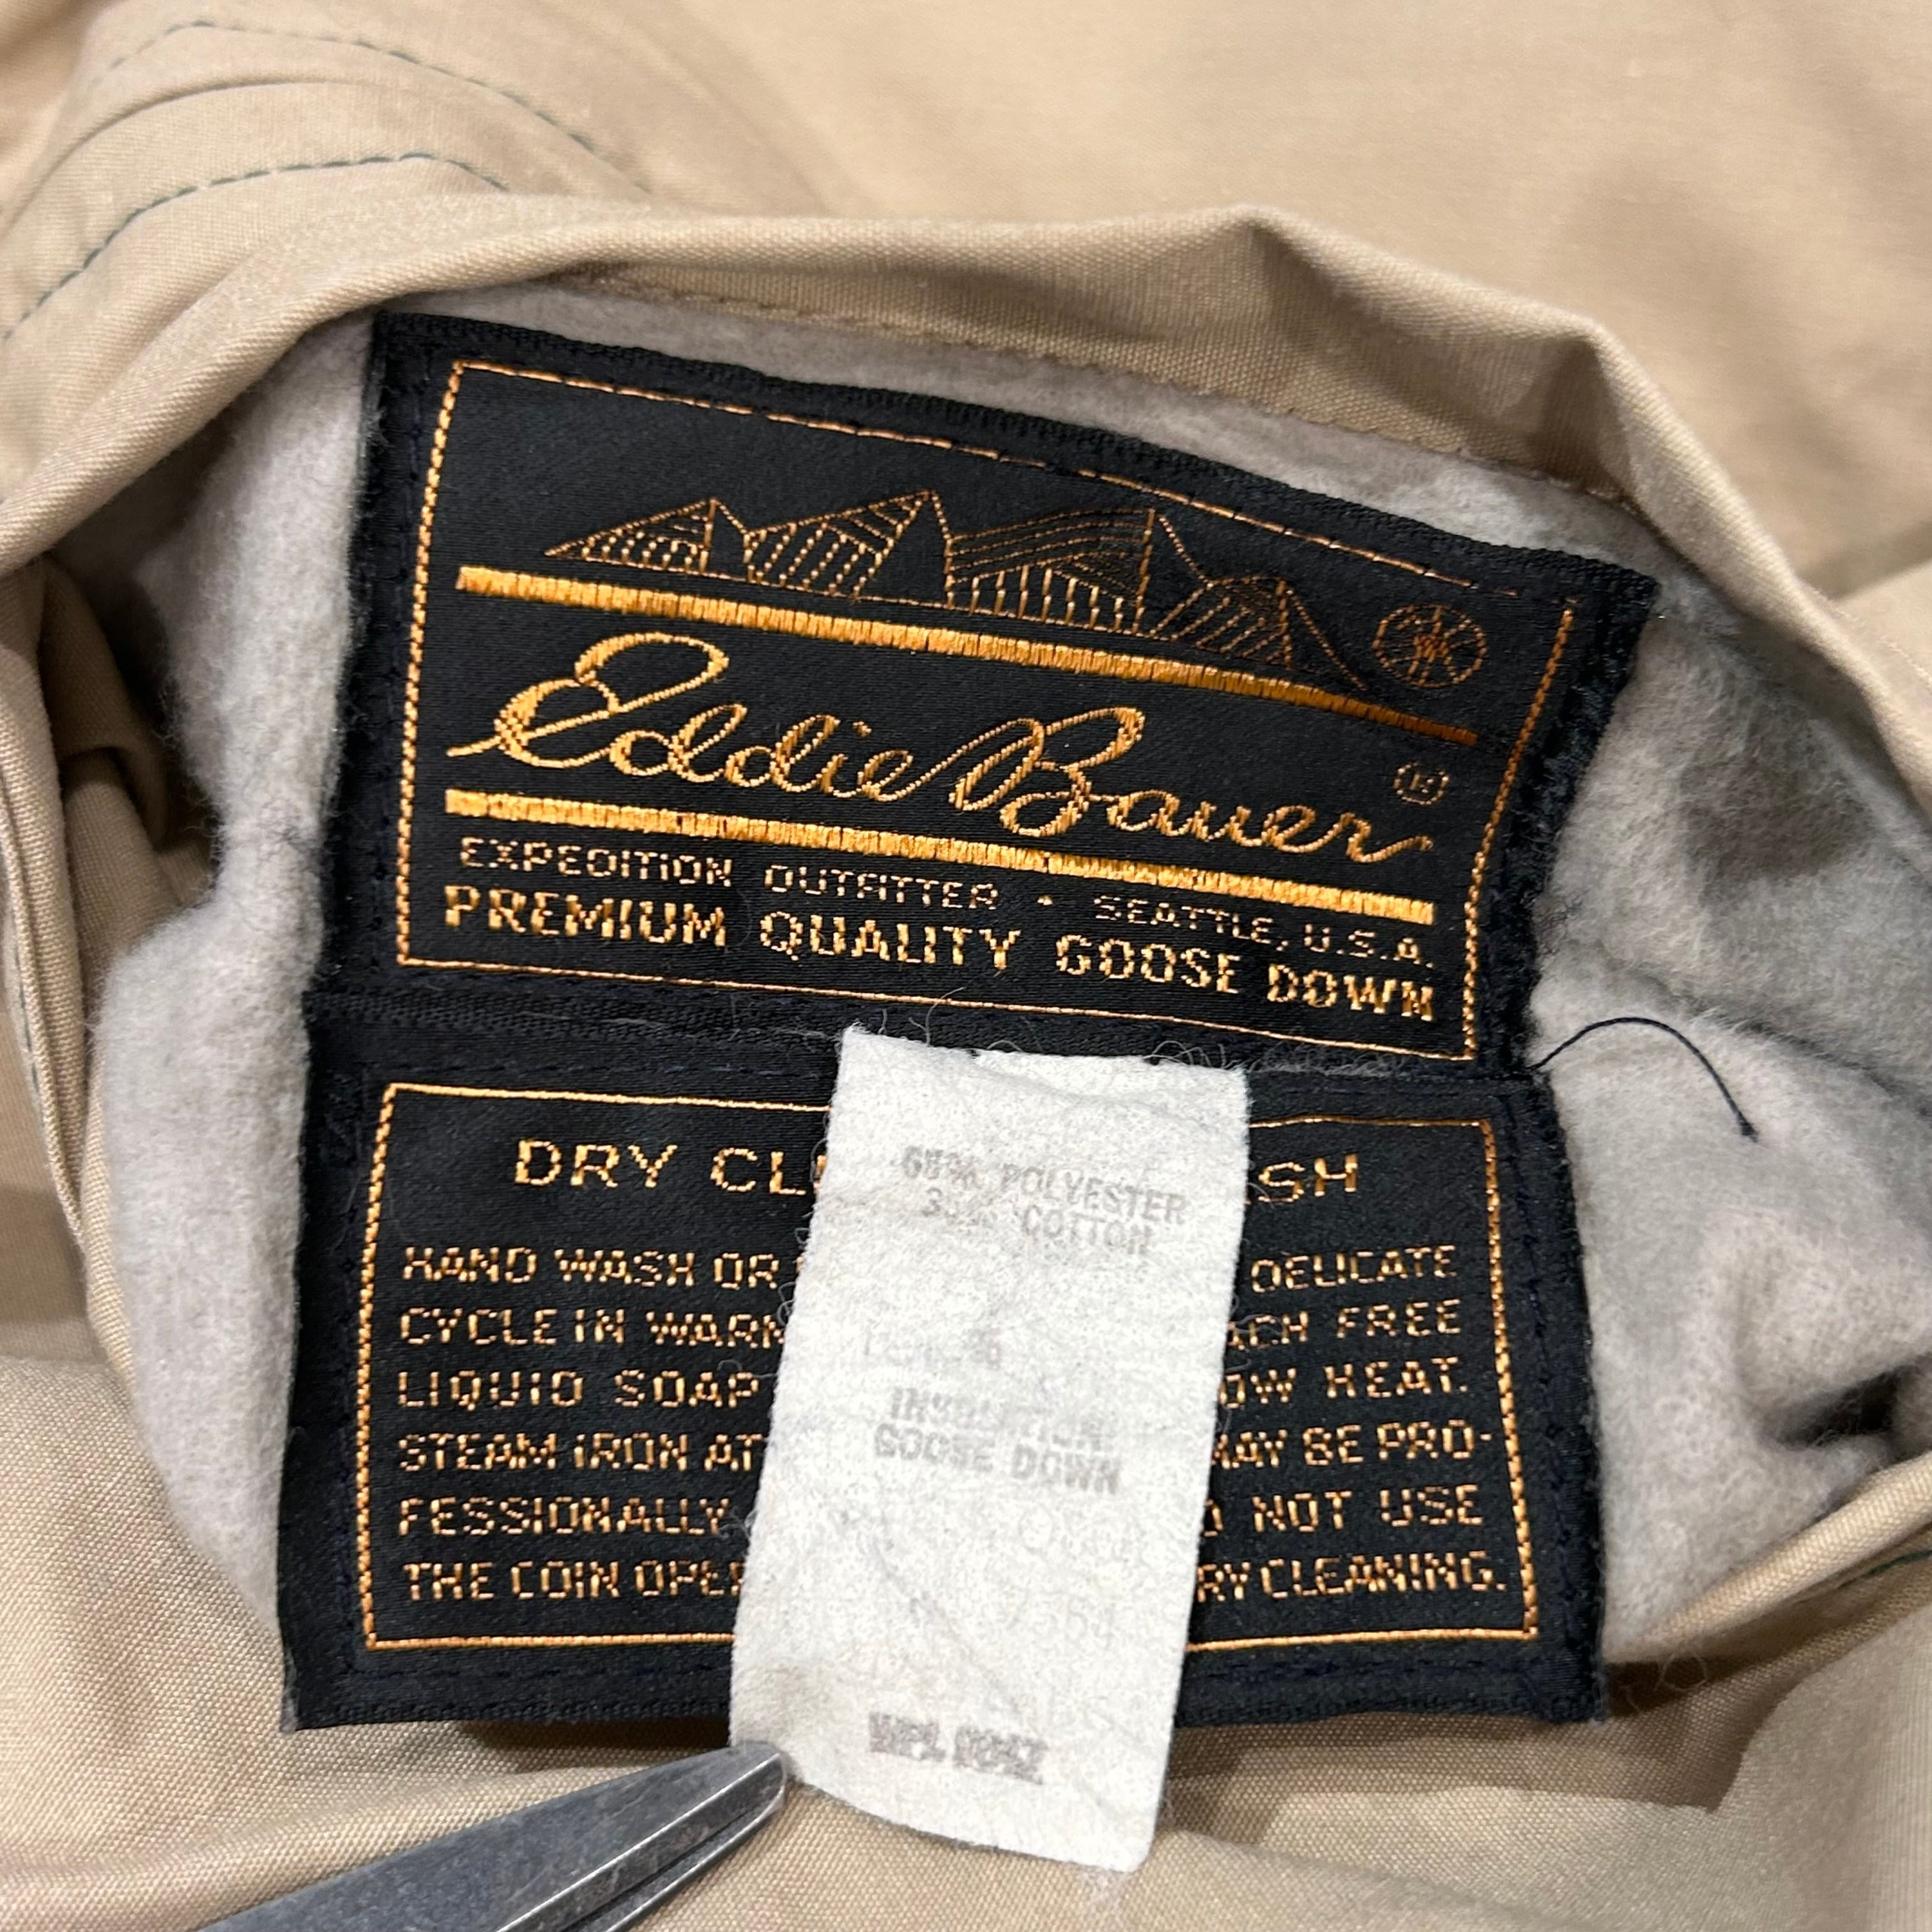 Eddie Bauer ®
EXPEDITION OUTFITTER · SEATTLE, U.S.A.
PREMIUM QUALITY GOOSE DOWN
DRY CL SH
HAND WASH OR DELICATE
CYCLE IN WARM ACH FREE
LIQUID SOAP OW HEAT.
STEAM IRON AT MAY BE PRO-
FESSIONALLY NOT USE
THE COIN OPE RY CLEANING.
65% POLYESTER
COTTON
INSULATION:
GOOSE DOWN